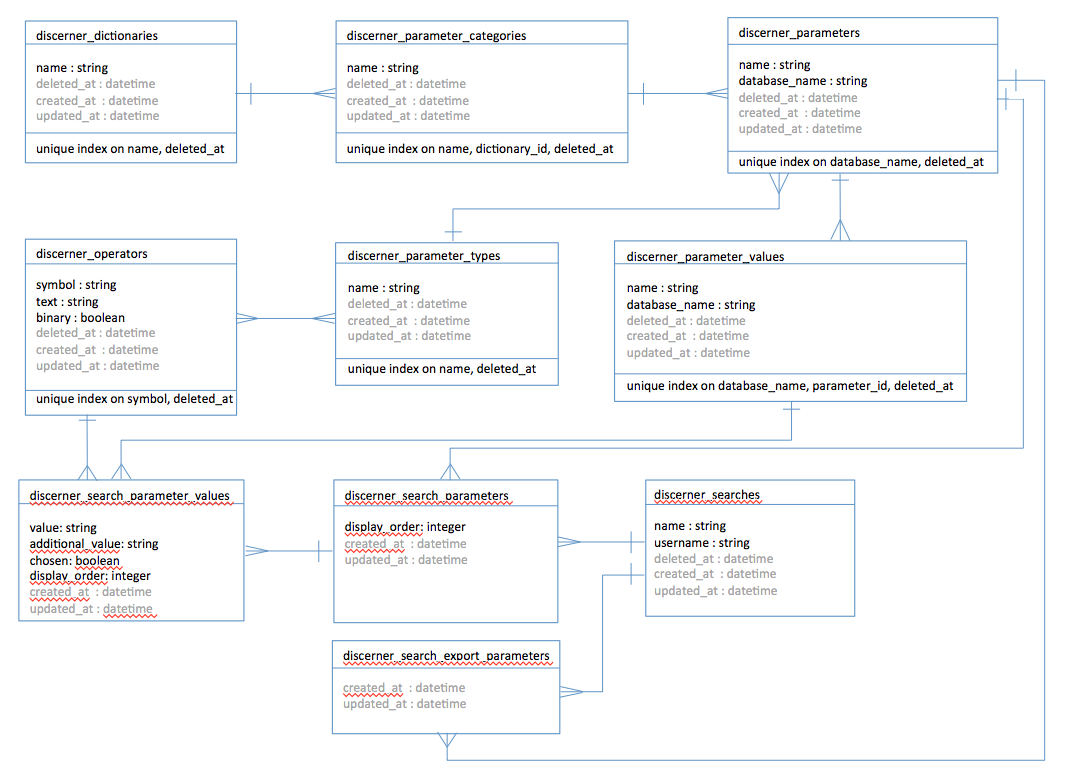 discerner_dictionaries
name : string
deleted_at : datetime
created_at : datetime
updated_at : datetime
unique index on name, deleted_at
discerner_parameter_categories
name : string
deleted_at : datetime
created_at : datetime
updated_at : datetime
unique index on name, dictionary_id, deleted_at
discerner_parameters
name : string
database_name : string
deleted_at : datetime
created_at : datetime
updated_at : datetime
unique index on database_name, deleted_at
discerner_operators
symbol : string
text : string
binary : boolean
deleted_at : datetime
created_at : datetime
updated_at : datetime
unique index on symbol, deleted_at
discerner_parameter_types
name : string
deleted_at : datetime
created_at : datetime
updated_at : datetime
unique index on name, deleted_at
discerner_parameter_values
name : string
database_name : string
deleted_at : datetime
created_at : datetime
updated_at : datetime
unique index on database_name, parameter_id, deleted_at
discerner_search_parameter_values
value: string
additional_value: string
chosen: boolean
display_order: integer
created_at : datetime
updated_at : datetime
discerner_search_parameters
display_order: integer
created_at : datetime
updated_at : datetime
discerner_searches
name : string
username : string
deleted_at : datetime
created_at : datetime
updated_at : datetime
discerner_search_export_parameters
created_at : datetime
updated_at : datetime